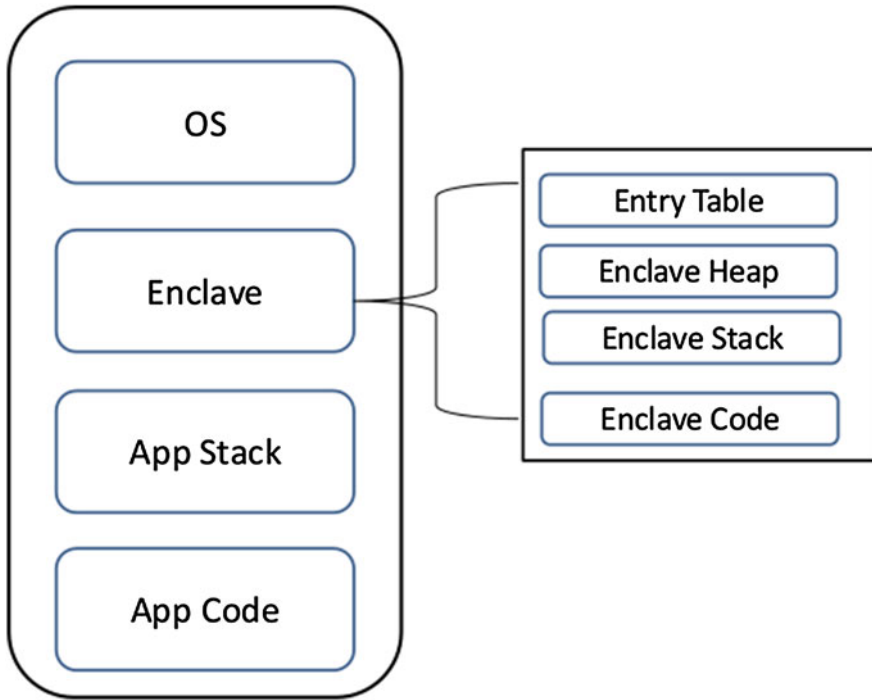 OS
Enclave
App Stack
App Code
Entry Table
Enclave Heap
Enclave Stack
Enclave Code